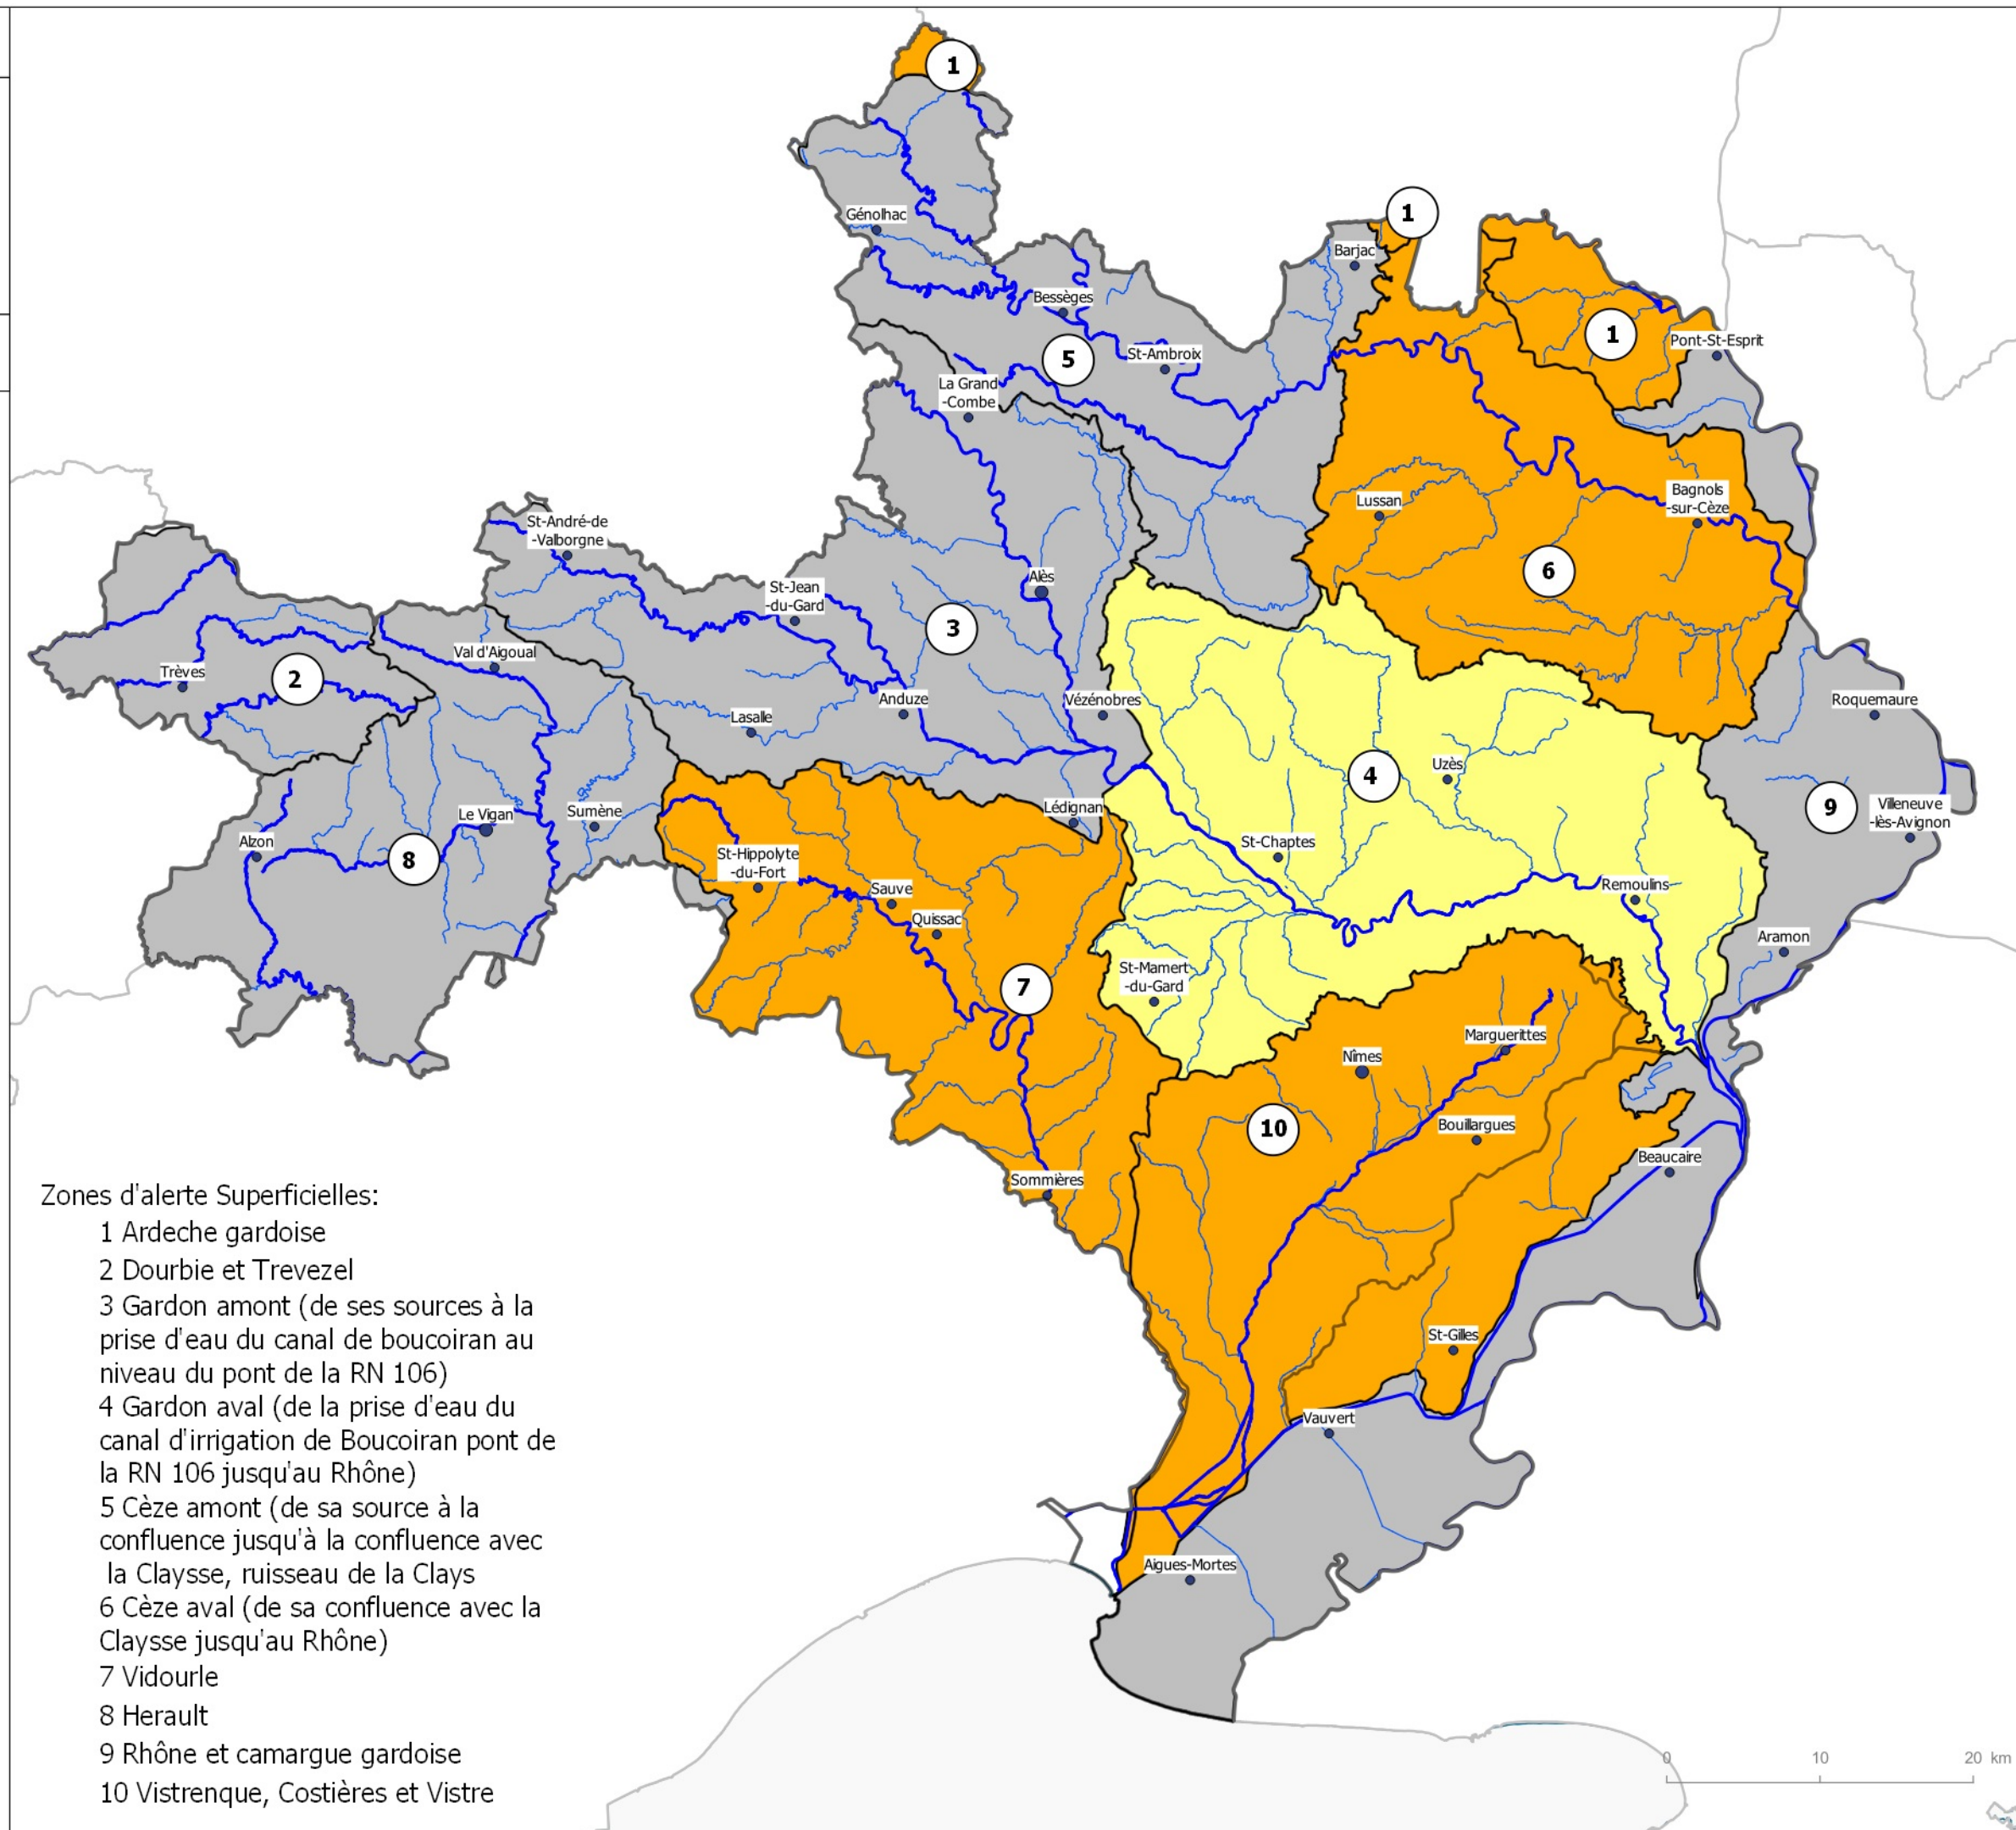 1
1
Génolhac
Barjac
Bessèges
1
Pont-St-Esprit
5
St-Ambroix
La Grand
-Combe
Lussan
Bagnols
-sur-Cèze
St-André-de
-Valborgne
6
Alès
St-Jean
-du-Gard
3
Val d'Aigoual
Trèves
2
Anduze
Vézénobres
Roquemaure
Lasalle
4
Uzès
9
Villeneuve
-lès-Avignon
Lédignan
Le Vigan
Sumène
Alzon
8
St-Chaptes
St-Hippolyte
-du-Fort
Sauve
Remoulins
Quissac
Aramon
St-Mamert
-du-Gard
7
Marguerittes
Nîmes
10
Bouillargues
Beaucaire
Sommières
St-Gilles
Vauvert
Aigues-Mortes
Zones d'alerte Superficielles:
1 Ardeche gardoise
2 Dourbie et Trevezel
3 Gardon amont (de ses sources à la
prise d'eau du canal de boucoiran au
niveau du pont de la RN 106)
4 Gardon aval (de la prise d'eau du
canal d'irrigation de Boucoiran pont de
la RN 106 jusqu'au Rhône)
5 Cèze amont (de sa source à la
confluence jusqu'à la confluence avec
la Claysse, ruisseau de la Clays
6 Cèze aval (de sa confluence avec la
Claysse jusqu'au Rhône)
7 Vidourle
8 Herault
9 Rhône et camargue gardoise
10 Vistrenque, Costières et Vistre
0 10 20 km